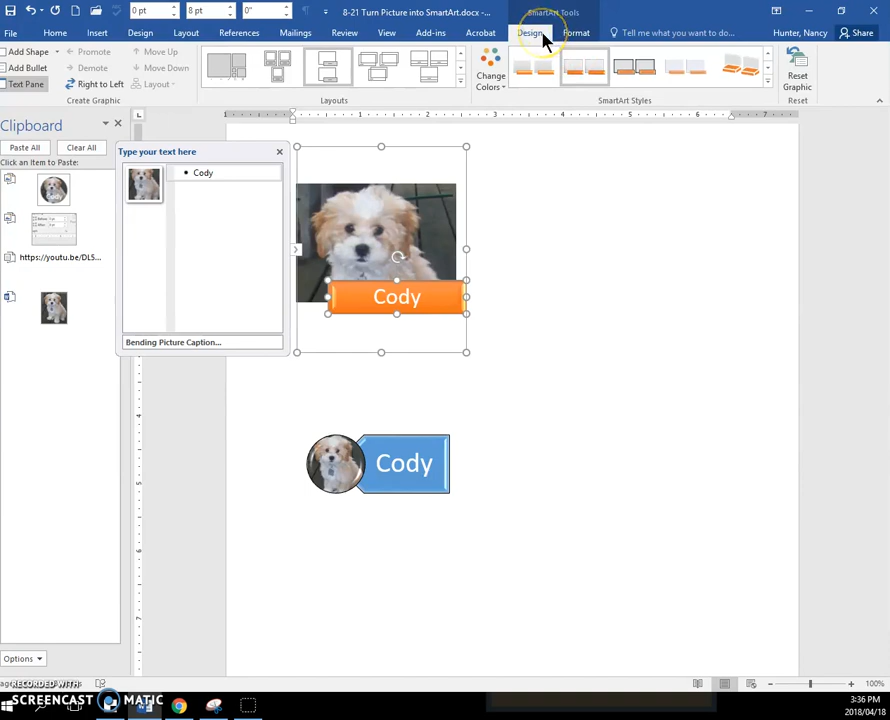 0 pt 8 pt 0" 8-21 Turn Picture into SmartArt.docx -... SmartArt Tools
File Home Insert Design Layout References Mailings Review View Add-ins Acrobat Design Format Tell me what you want to do... Hunter, Nancy Share
Add Shape Promote Move Up
Add Bullet Demote Move Down
Text Pane Right to Left Layout
Change Colors
Reset Graphic
Create Graphic Layouts SmartArt Styles Reset
Clipboard
Paste All Clear All
Click an Item to Paste:
https://youtu.be/DL5...
Type your text here
Cody
Bending Picture Caption...
Cody
Cody
Options
RECORDED WITH
SCREENCAST MATIC
100%
3:36 PM
2018/04/18